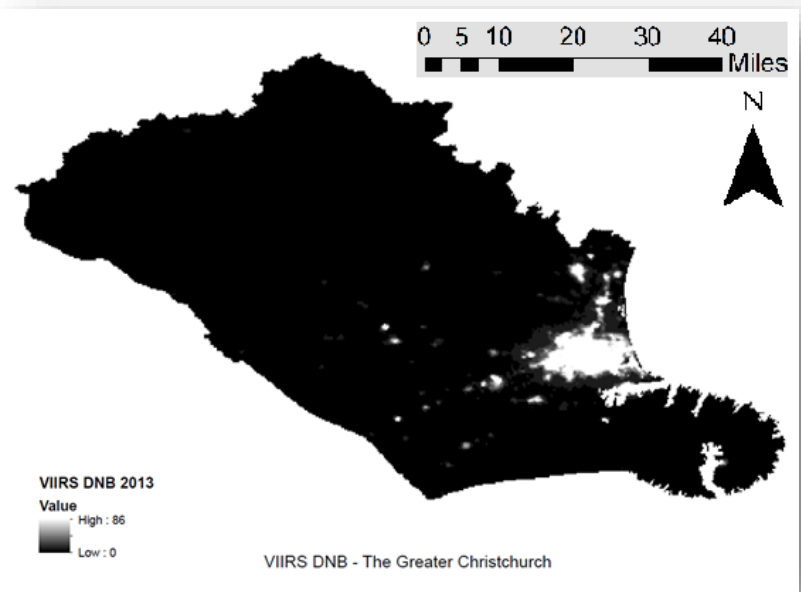 0 5 10 20 30 40
Miles
N
VIIRS DNB 2013
Value
High : 86
Low : 0
VIIRS DNB - The Greater Christchurch